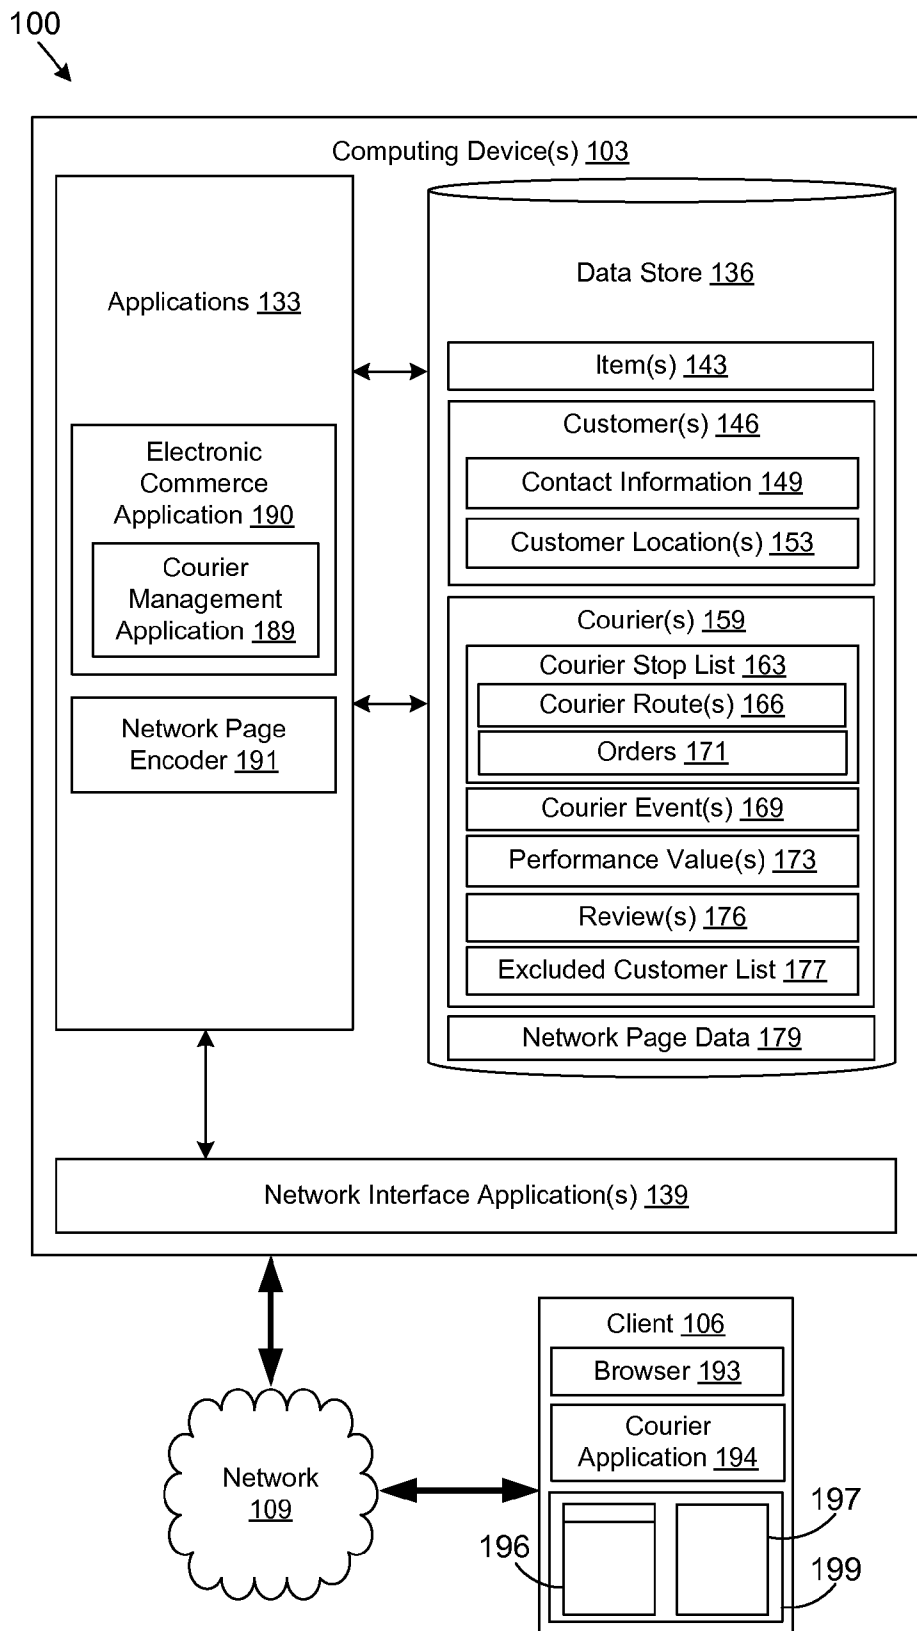 100
Computing Device(s) 103
Applications 133
Electronic
Commerce
Application 190
Courier
Management
Application 189
Network Page
Encoder 191
Data Store 136
Item(s) 143
Customer(s) 146
Contact Information 149
Customer Location(s) 153
Courier(s) 159
Courier Stop List 163
Courier Route(s) 166
Orders 171
Courier Event(s) 169
Performance Value(s) 173
Review(s) 176
Excluded Customer List 177
Network Page Data 179
Network Interface Application(s) 139
Network
109
Client 106
Browser 193
Courier
Application 194
196
197
199